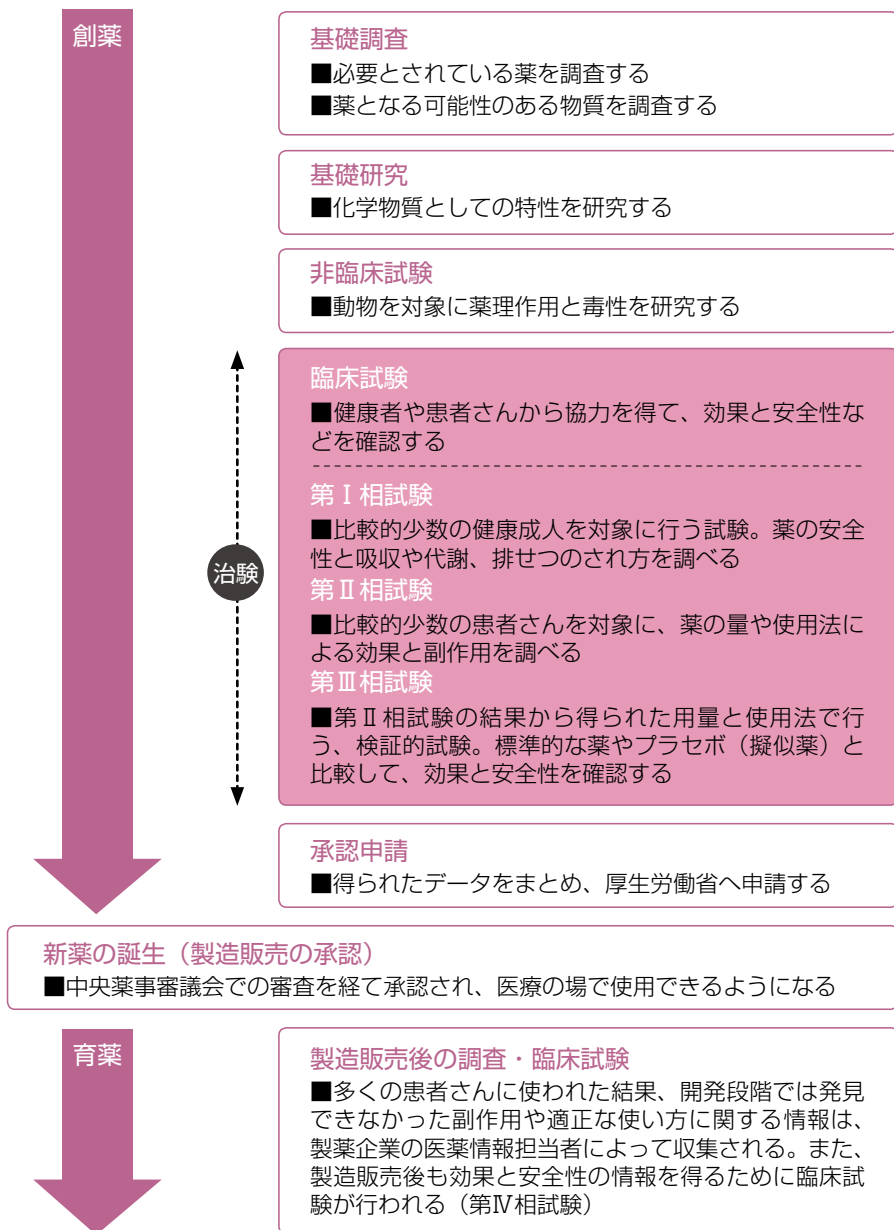 創薬
基礎調査
■必要とされている薬を調査する
■薬となる可能性のある物質を調査する
基礎研究
■化学物質としての特性を研究する
非臨床試験
■動物を対象に薬理作用と毒性を研究する
治験
臨床試験
■健康者や患者さんから協力を得て、効果と安全性な
どを確認する
第Ⅰ相試験
■比較的少数の健康成人を対象に行う試験。薬の安全
性と吸収や代謝、排せつのされ方を調べる
第Ⅱ相試験
■比較的少数の患者さんを対象に、薬の量や使用法に
よる効果と副作用を調べる
第Ⅲ相試験
■第Ⅱ相試験の結果から得られた用量と使用法で行
う、検証的試験。標準的な薬やプラセボ（擬似薬）と
比較して、効果と安全性を確認する
承認申請
■得られたデータをまとめ、厚生労働省へ申請する
新薬の誕生（製造販売の承認）
■中央薬事審議会での審査を経て承認され、医療の場で使用できるようになる
育薬
製造販売後の調査・臨床試験
■多くの患者さんに使われた結果、開発段階では発見
できなかった副作用や適正な使い方に関する情報は、
製薬企業の医薬情報担当者によって収集される。また、
製造販売後も効果と安全性の情報を得るために臨床試
験が行われる（第Ⅳ相試験）